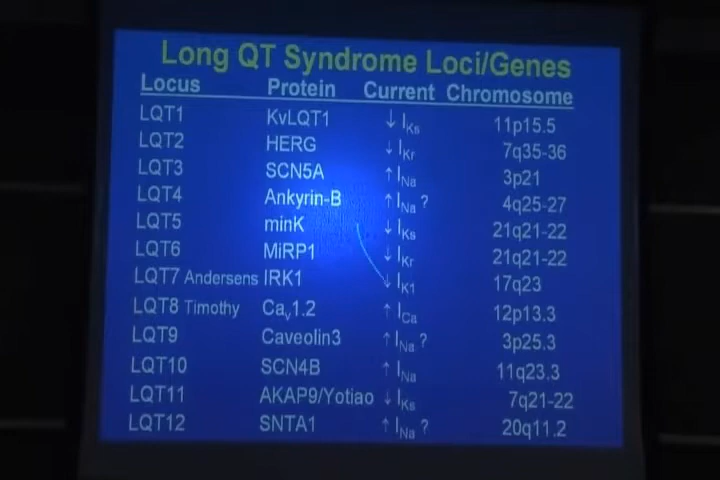 Long QT Syndrome Loci/Genes
Locus Protein Current Chromosome
LQT1 KvLQT1 ↓ IKs 11p15.5
LQT2 HERG ↓ IKr 7q35-36
LQT3 SCN5A ↑ INa 3p21
LQT4 Ankyrin-B ↑ INa ? 4q25-27
LQT5 minK ↓ IKs 21q21-22
LQT6 MiRP1 ↓ IKr 21q21-22
LQT7 Andersens IRK1 ↓ IK1 17q23
LQT8 Timothy Cav1.2 ↑ ICa 12p13.3
LQT9 Caveolin3 ↑ INa ? 3p25.3
LQT10 SCN4B ↑ INa 11q23.3
LQT11 AKAP9/Yotiao ↓ IKs 7q21-22
LQT12 SNTA1 ↑ INa ? 20q11.2